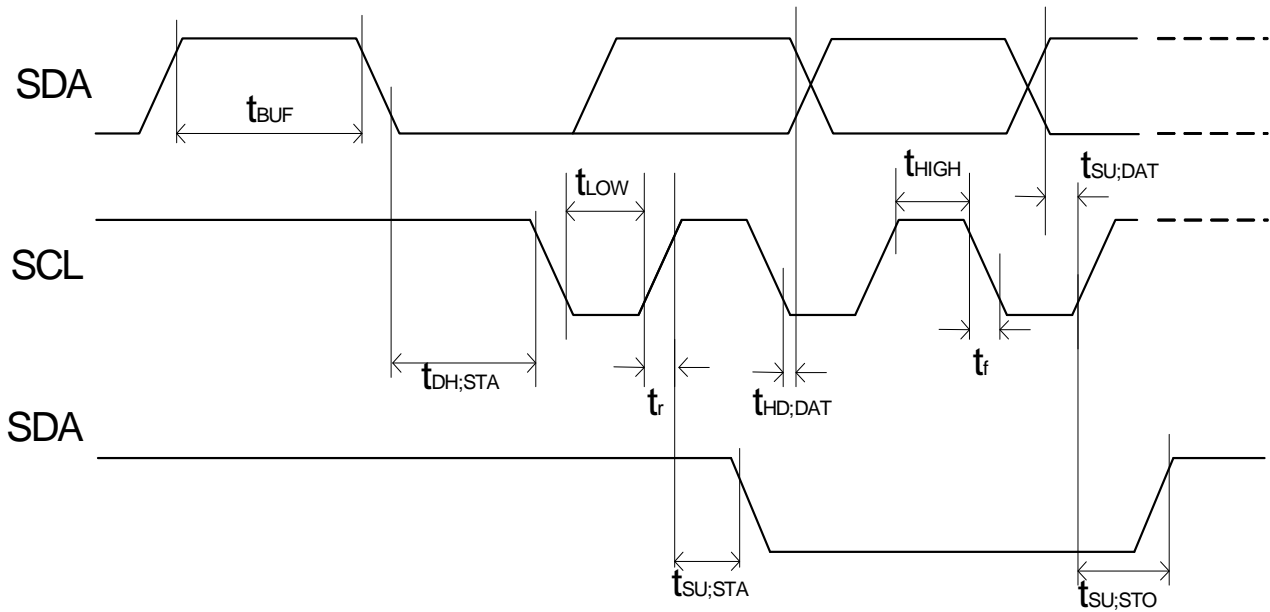 SDA
tBUF
tLOW
tHIGH
tSU;DAT
SCL
tDH;STA
tr
tHD;DAT
tf
SDA
tSU;STA
tSU;STO